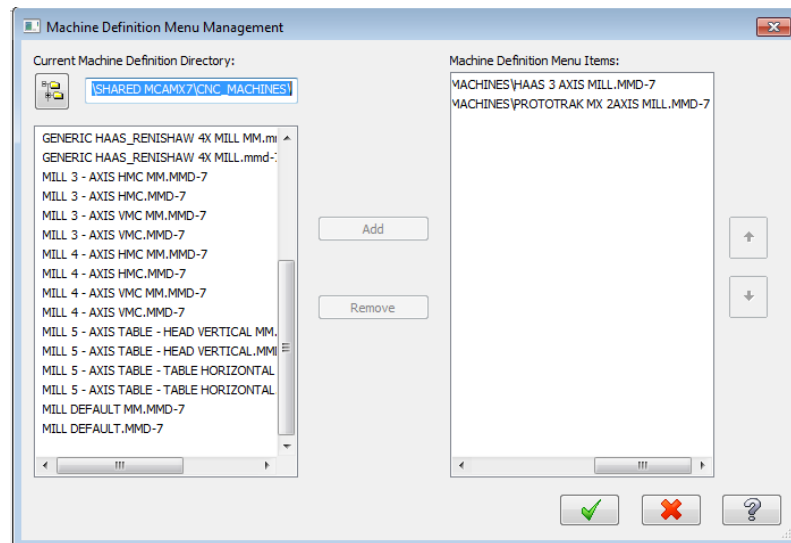 Machine Definition Menu Management
Current Machine Definition Directory:
\SHARED MCAMX7\CNC_MACHINES\
GENERIC HAAS_RENISHAW 4X MILL MM.m
GENERIC HAAS_RENISHAW 4X MILL.mmd-
MILL 3 - AXIS HMC MM.MMD-7
MILL 3 - AXIS HMC.MMD-7
MILL 3 - AXIS VMC MM.MMD-7
MILL 3 - AXIS VMC.MMD-7
MILL 4 - AXIS HMC MM.MMD-7
MILL 4 - AXIS HMC.MMD-7
MILL 4 - AXIS VMC MM.MMD-7
MILL 4 - AXIS VMC.MMD-7
MILL 5 - AXIS TABLE - HEAD VERTICAL MM.
MILL 5 - AXIS TABLE - HEAD VERTICAL.MM
MILL 5 - AXIS TABLE - TABLE HORIZONTAL
MILL 5 - AXIS TABLE - TABLE HORIZONTAL
MILL DEFAULT MM.MMD-7
MILL DEFAULT.MMD-7
Add
Remove
Machine Definition Menu Items:
MACHINES\HAAS 3 AXIS MILL.MMD-7
MACHINES\PROTOTRAK MX 2AXIS MILL.MMD-7